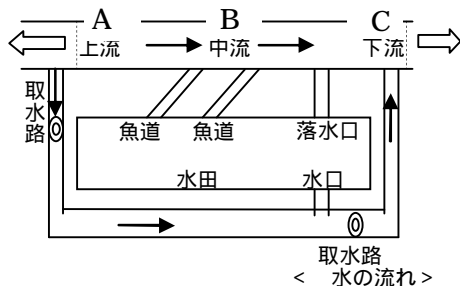 A B C
上流 中流 下流
取水路
魚道 魚道 落水口
水田 水口
取水路
< 水の流れ>